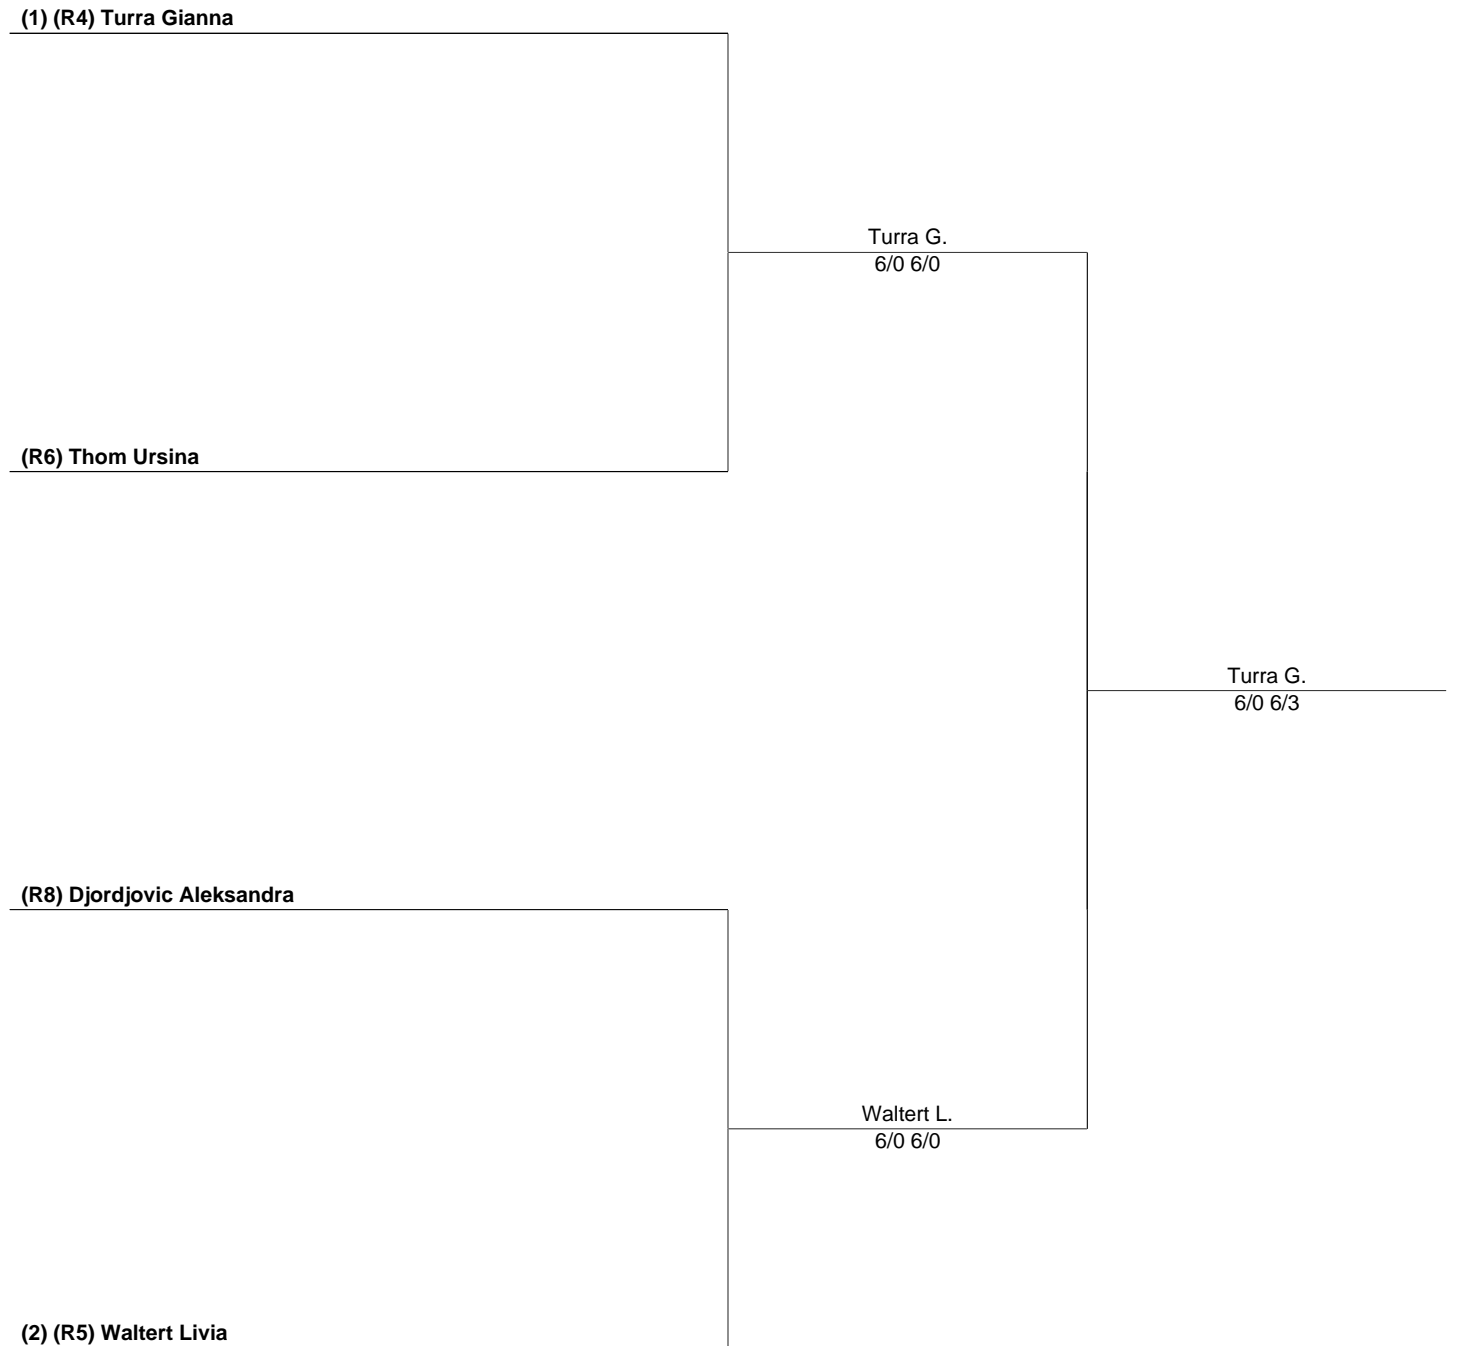 (1) (R4) Turra Gianna
Turra G.
6/0 6/0
(R6) Thom Ursina
Turra G.
6/0 6/3
(R8) Djordjovic Aleksandra
Waltert L.
6/0 6/0
(2) (R5) Waltert Livia